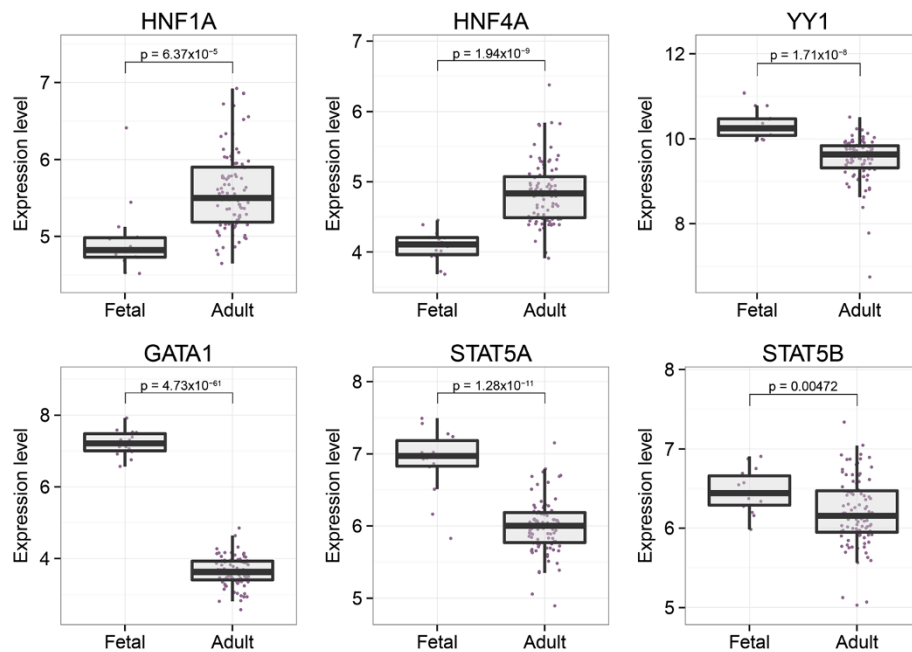 HNF1A
p = 6.37x10⁻⁵
7
6
5
Expression level
Fetal Adult
HNF4A
p = 1.94x10⁻⁹
7
6
5
4
Expression level
Fetal Adult
YY1
p = 1.71x10⁻⁸
12
10
8
Expression level
Fetal Adult
GATA1
p = 4.73x10⁻⁶¹
8
6
4
Expression level
Fetal Adult
STAT5A
p = 1.28x10⁻¹¹
8
7
6
5
Expression level
Fetal Adult
STAT5B
p = 0.00472
8
7
6
5
Expression level
Fetal Adult